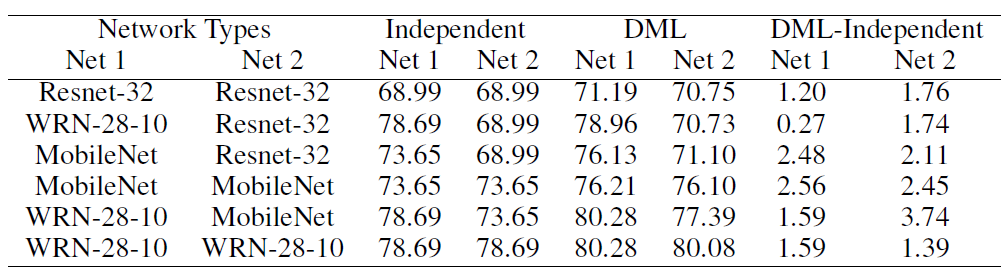 Network Types Independent DML DML-Independent
Net 1 Net 2 Net 1 Net 2 Net 1 Net 2 Net 1 Net 2
Resnet-32 Resnet-32 68.99 68.99 71.19 70.75 1.20 1.76
WRN-28-10 Resnet-32 78.69 68.99 78.96 70.73 0.27 1.74
MobileNet Resnet-32 73.65 68.99 76.13 71.10 2.48 2.11
MobileNet MobileNet 73.65 73.65 76.21 76.10 2.56 2.45
WRN-28-10 MobileNet 78.69 73.65 80.28 77.39 1.59 3.74
WRN-28-10 WRN-28-10 78.69 78.69 80.28 80.08 1.59 1.39